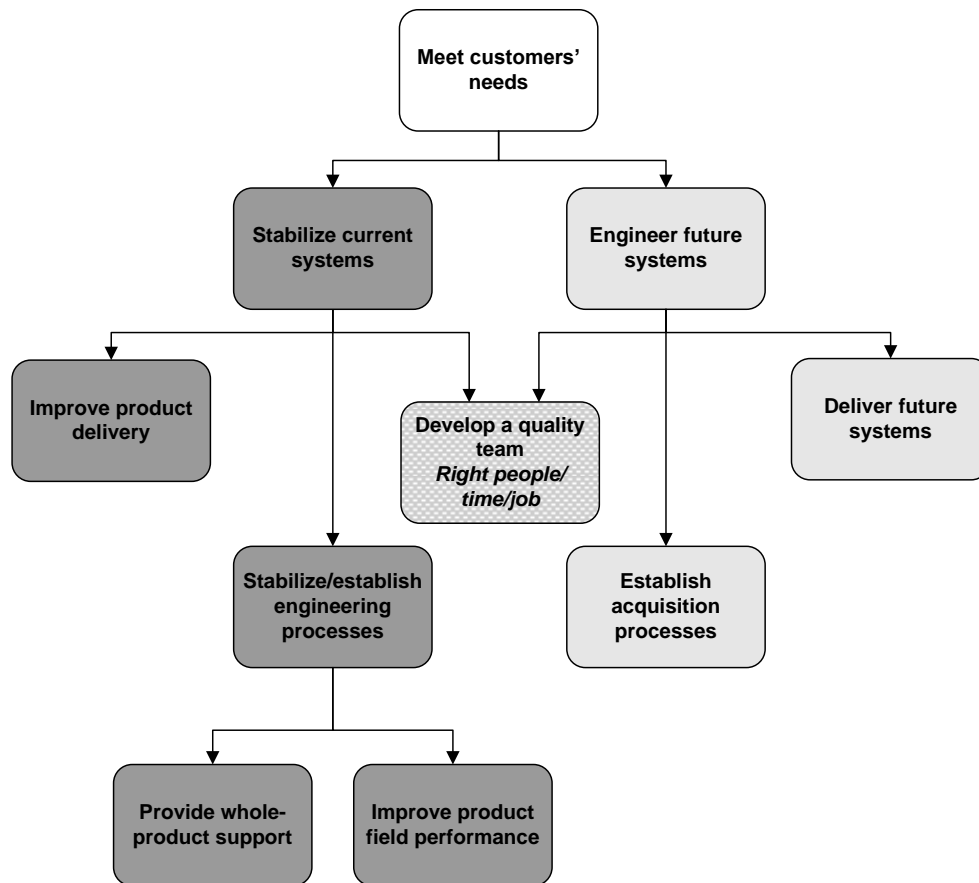 Meet customers’
needs
Stabilize current
systems
Engineer future
systems
Improve product
delivery
Develop a quality
team
Right people/
time/job
Deliver future
systems
Stabilize/establish
engineering
processes
Establish
acquisition
processes
Provide whole-
product support
Improve product
field performance